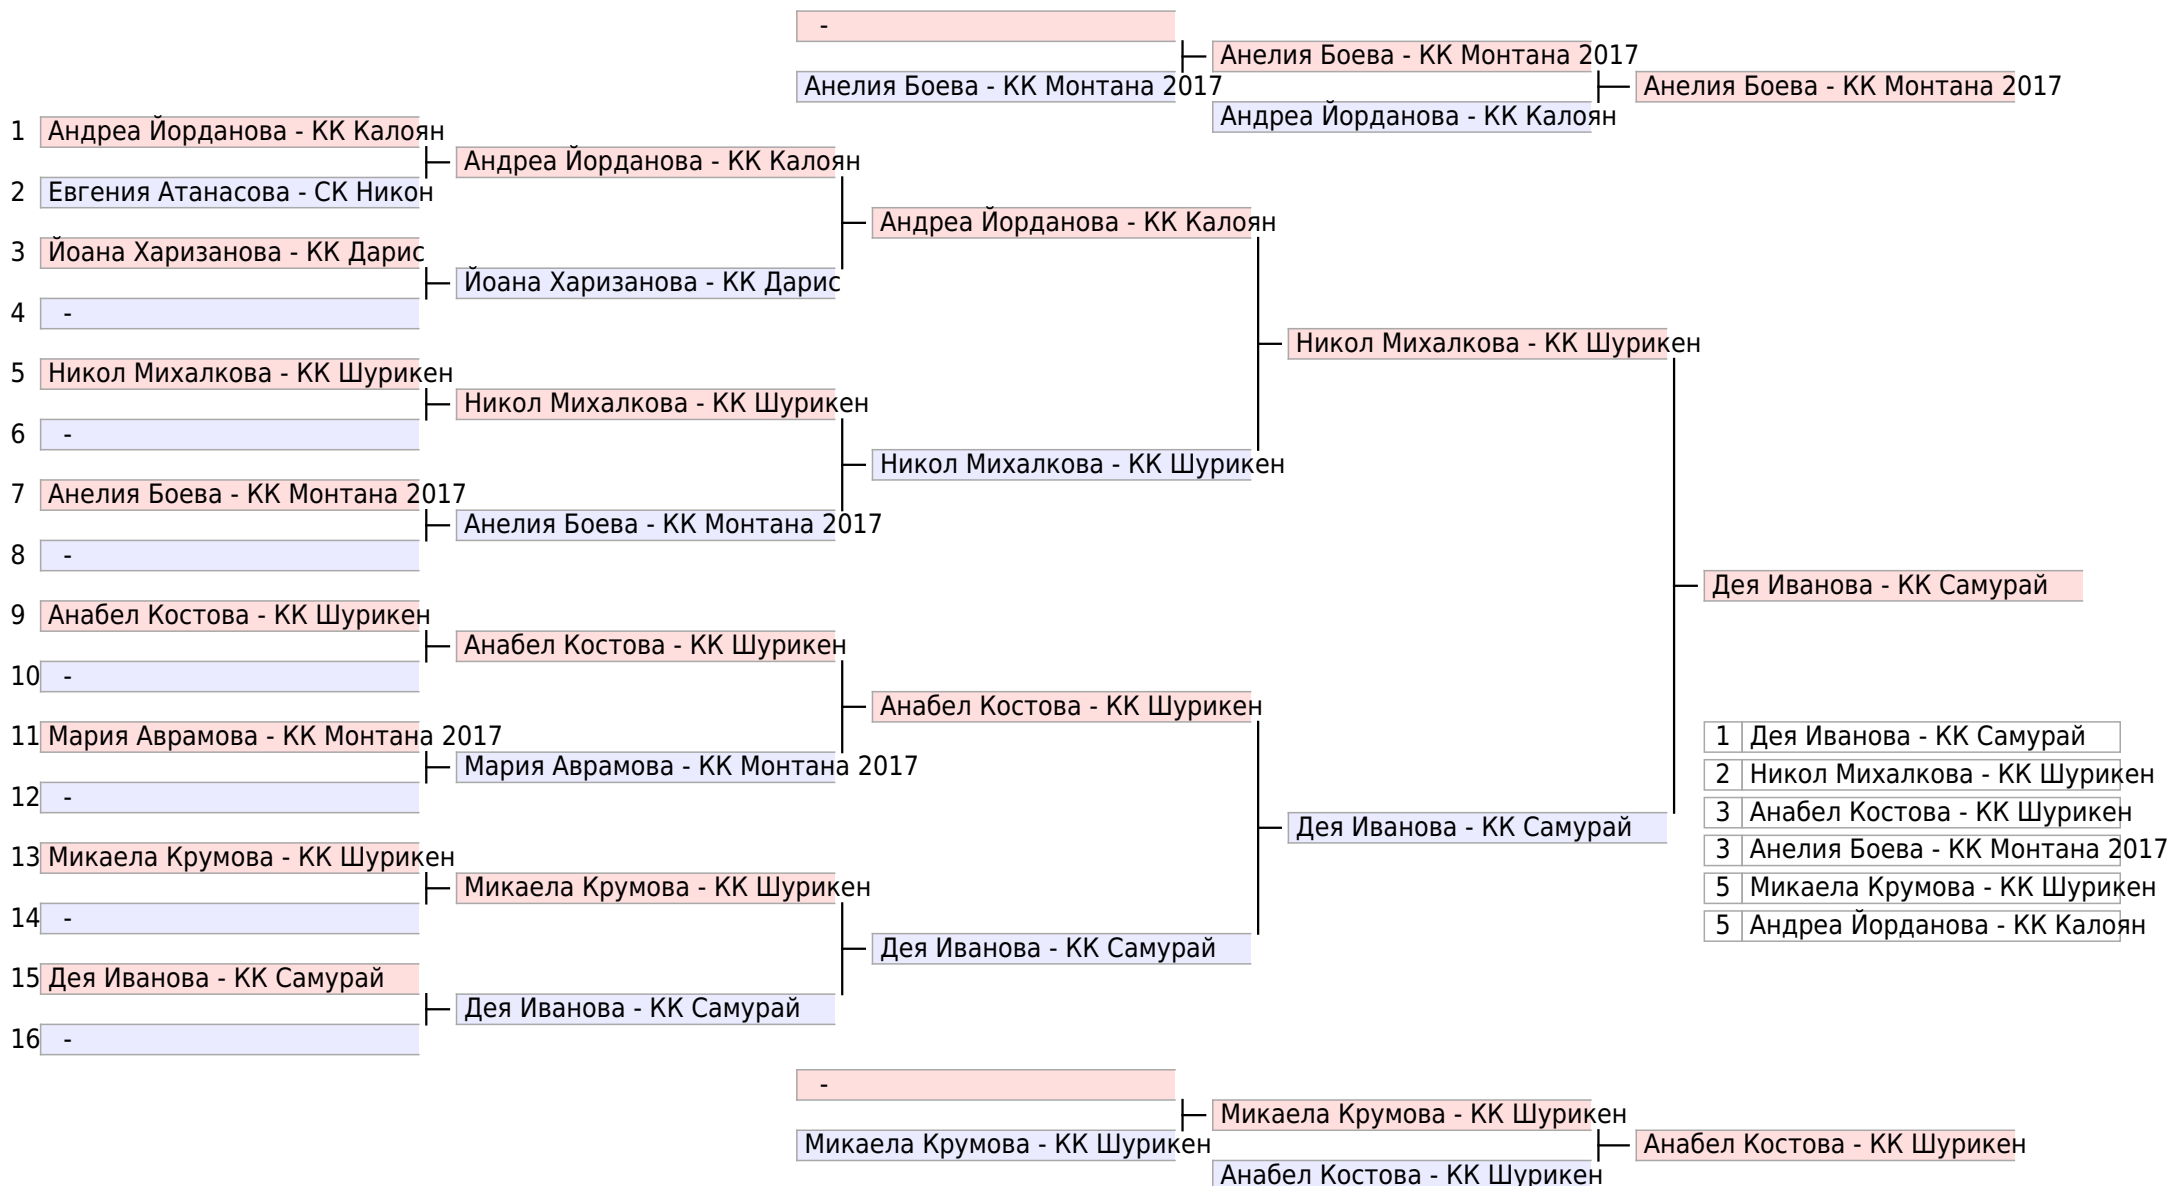 -
Анелия Боева - КК Монтана 2017
Анелия Боева - КК Монтана 2017
Анелия Боева - КК Монтана 2017
Андреа Йорданова - КК Калоян
1 Андреа Йорданова - КК Калоян
Андреа Йорданова - КК Калоян
2 Евгения Атанасова - СК Никон
Андреа Йорданова - КК Калоян
3 Йоана Харизанова - КК Дарис
Йоана Харизанова - КК Дарис
4 -
Никол Михалкова - КК Шурикен
5 Никол Михалкова - КК Шурикен
Никол Михалкова - КК Шурикен
6 -
Никол Михалкова - КК Шурикен
7 Анелия Боева - КК Монтана 2017
Анелия Боева - КК Монтана 2017
8 -
Дея Иванова - КК Самурай
9 Анабел Костова - КК Шурикен
Анабел Костова - КК Шурикен
10 -
Анабел Костова - КК Шурикен
11 Мария Аврамова - КК Монтана 2017
Мария Аврамова - КК Монтана 2017
12 -
Дея Иванова - КК Самурай
13 Микаела Крумова - КК Шурикен
Микаела Крумова - КК Шурикен
14 -
Дея Иванова - КК Самурай
15 Дея Иванова - КК Самурай
Дея Иванова - КК Самурай
16 -
1 Дея Иванова - КК Самурай
2 Никол Михалкова - КК Шурикен
3 Анабел Костова - КК Шурикен
3 Анелия Боева - КК Монтана 2017
5 Микаела Крумова - КК Шурикен
5 Андреа Йорданова - КК Калоян
-
Микаела Крумова - КК Шурикен
Микаела Крумова - КК Шурикен
Анабел Костова - КК Шурикен
Анабел Костова - КК Шурикен